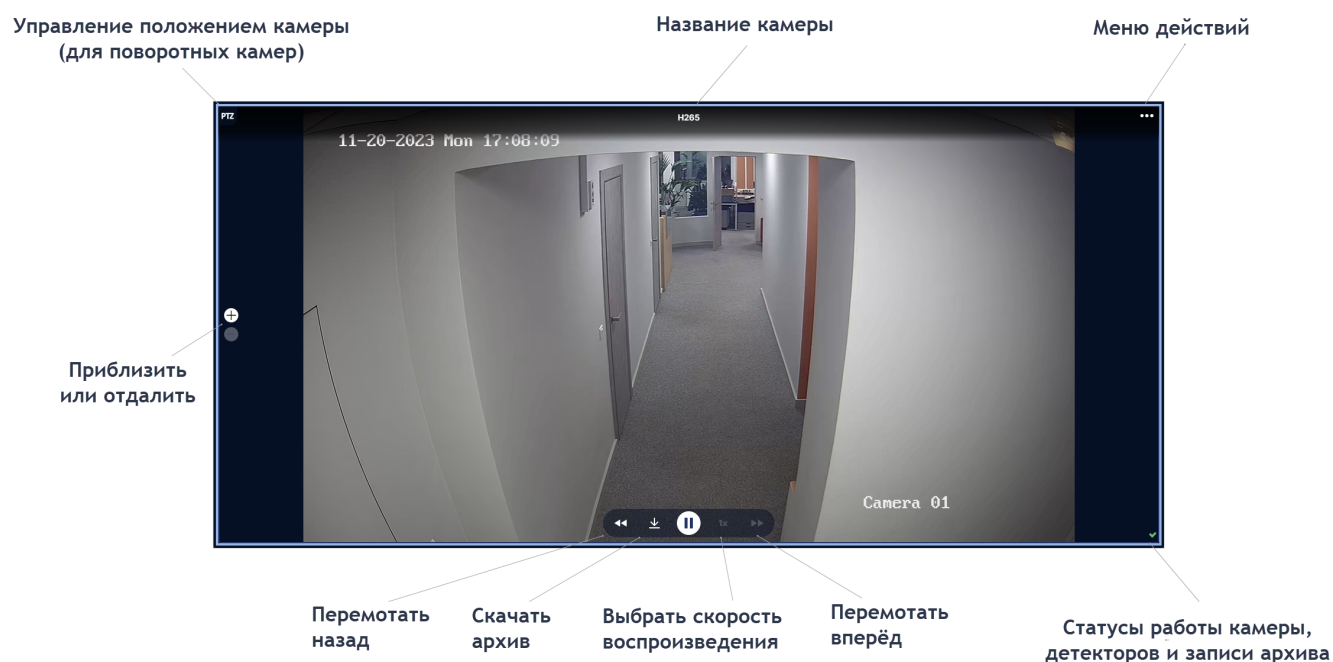 Управление положением камеры
(для поворотных камер)
Название камеры
Меню действий
PTZ
H265
11-20-2023 Mon 17:08:09
Приблизить
или отдалить
Camera 01
1x
Перемотать
назад
Скачать
архив
Выбрать скорость
воспроизведения
Перемотать
вперёд
Статусы работы камеры,
детекторов и записи архива